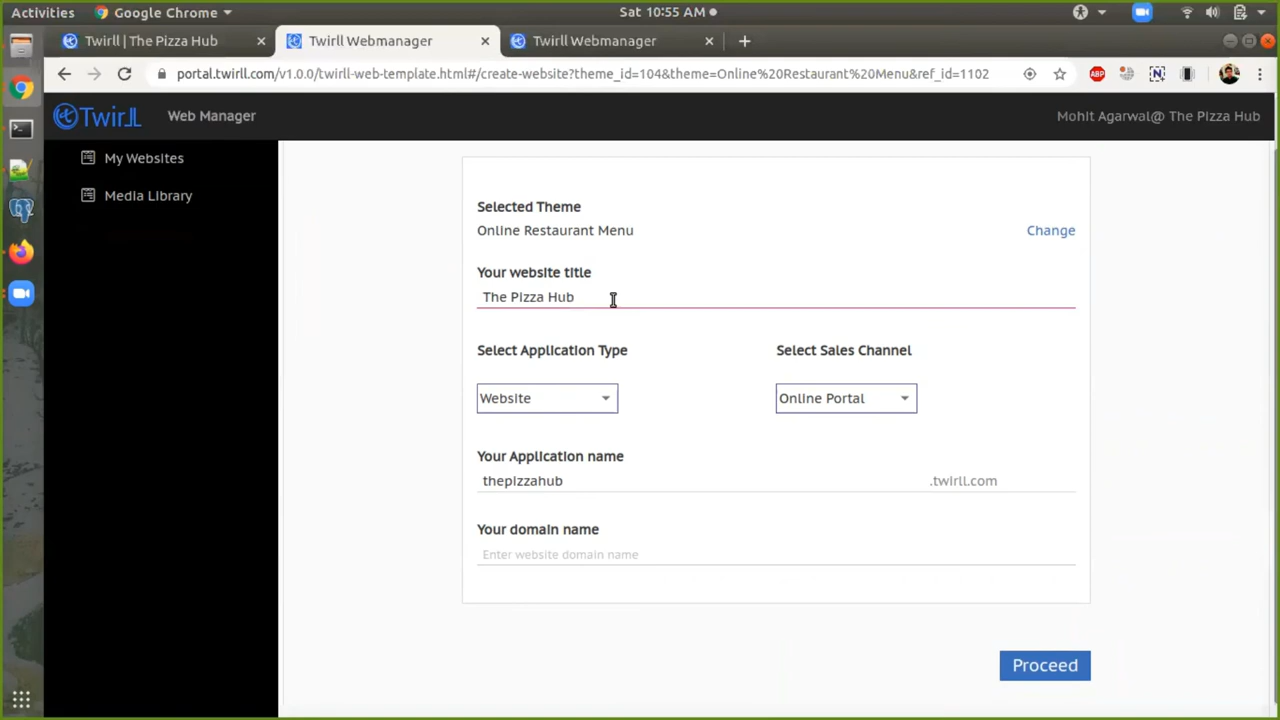 Activities Google Chrome Sat 10:55 AM
Twirll | The Pizza Hub Twirll Webmanager Twirll Webmanager
portal.twirll.com/v1.0.0/twirll-web-template.html#/create-website?theme_id=104&theme=Online%20Restaurant%20Menu&ref_id=1102
ABP N
Twirll Web Manager Mohit Agarwal@ The Pizza Hub
My Websites
Media Library
Selected Theme
Online Restaurant Menu Change
Your website title
The Pizza Hub
Select Application Type Select Sales Channel
Website Online Portal
Your Application name
thepizzahub .twirll.com
Your domain name
Enter website domain name
Proceed